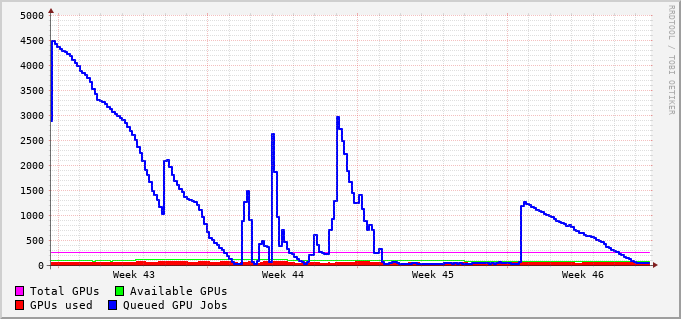 5000
4500
4000
3500
3000
2500
2000
1500
1000
500
0
Week 43 Week 44 Week 45 Week 46
Total GPUs Available GPUs
GPUs used Queued GPU Jobs
RRDTOOL / TOBI OETIKER